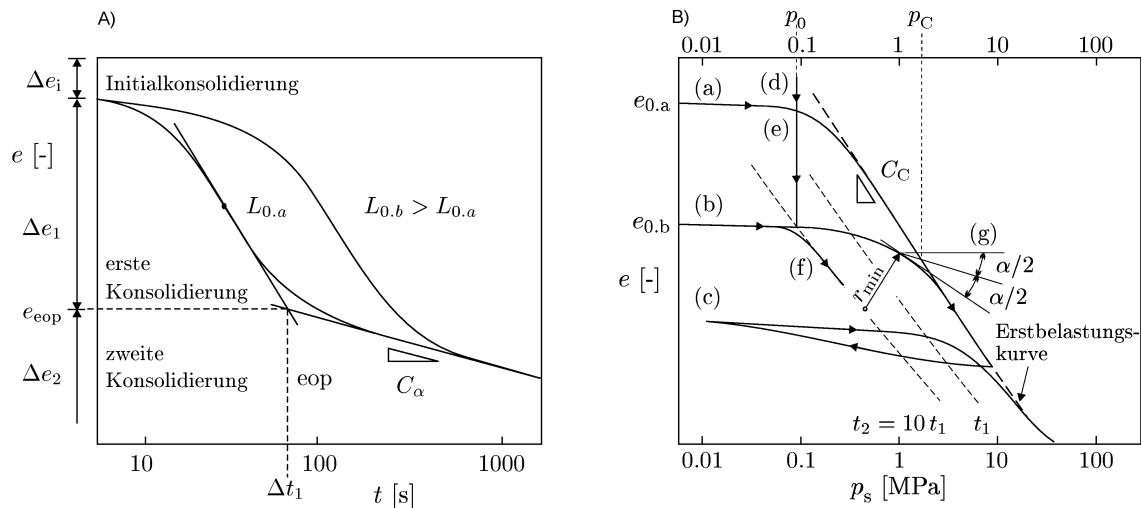 A)
Δe_i
Initialkonsolidierung
e [-]
L_0.a
L_0.b > L_0.a
Δe_1
erste
Konsolidierung
e_eop
zweite
Konsolidierung
Δe_2
eop
C_α
10
100
1000
Δt_1
t [s]
B)
p_0
p_C
0.01
0.1
1
10
100
e_0.a
(a)
(d)
(e)
C_C
(b)
e_0.b
(g)
α/2
α/2
e [-]
(f)
r_min
(c)
Erstbelastungs-
kurve
t_2 = 10 t_1
t_1
0.01
0.1
1
10
100
p_s [MPa]